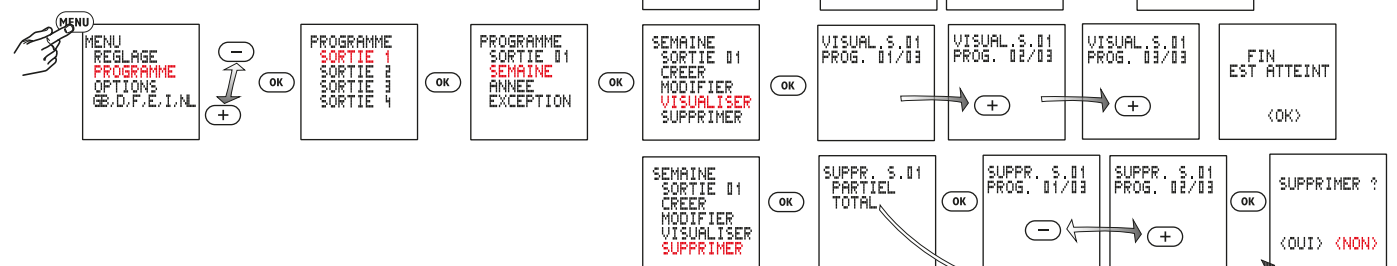 MENU
MENU
REGLAGE
PROGRAMME
OPTIONS
GB,D,F,E,I,NL
−
+
OK
PROGRAMME
SORTIE 1
SORTIE 2
SORTIE 3
SORTIE 4
OK
PROGRAMME
SORTIE 01
SEMAINE
ANNEE
EXCEPTION
OK
SEMAINE
SORTIE 01
CREER
MODIFIER
VISUALISER
SUPPRIMER
OK
VISUAL.S.01
PROG. 01/03
VISUAL.S.01
PROG. 02/03
+
VISUAL.S.01
PROG. 03/03
+
FIN
EST ATTEINT
<OK>
SEMAINE
SORTIE 01
CREER
MODIFIER
VISUALISER
SUPPRIMER
OK
SUPPR. S.01
PARTIEL
TOTAL
OK
SUPPR. S.01
PROG. 01/03
−
SUPPR. S.01
PROG. 02/03
+
OK
SUPPRIMER ?
<OUI> <NON>